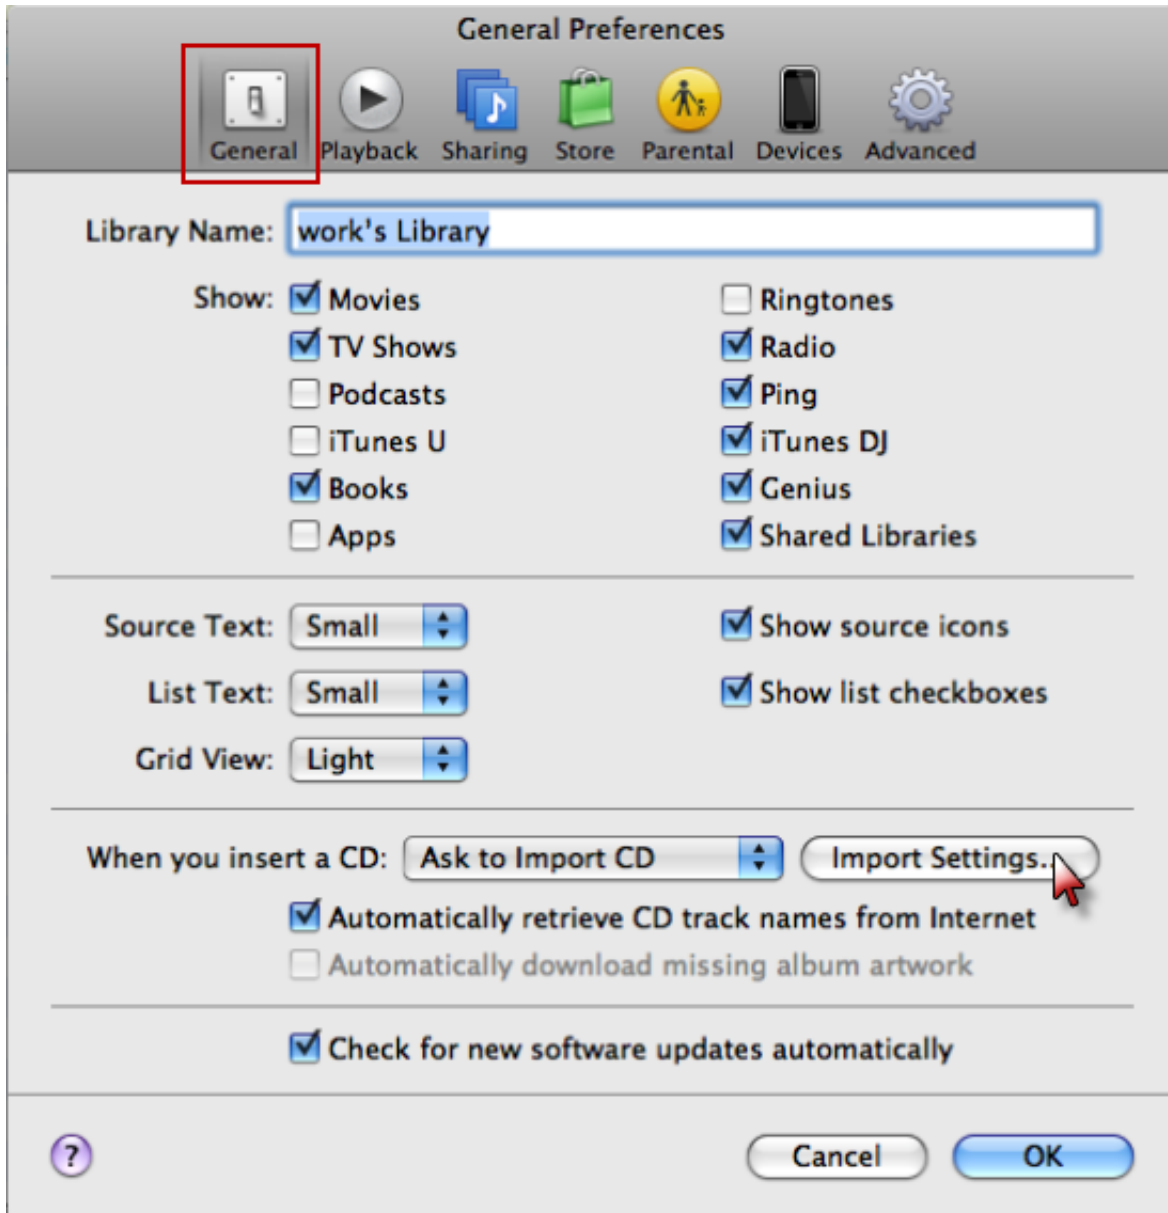 General Preferences
General Playback Sharing Store Parental Devices Advanced
Library Name: work's Library
Show: Movies Ringtones
TV Shows Radio
Podcasts Ping
iTunes U iTunes DJ
Books Genius
Apps Shared Libraries
Source Text: Small Show source icons
List Text: Small Show list checkboxes
Grid View: Light
When you insert a CD: Ask to Import CD Import Settings...
Automatically retrieve CD track names from Internet
Automatically download missing album artwork
Check for new software updates automatically
? Cancel OK